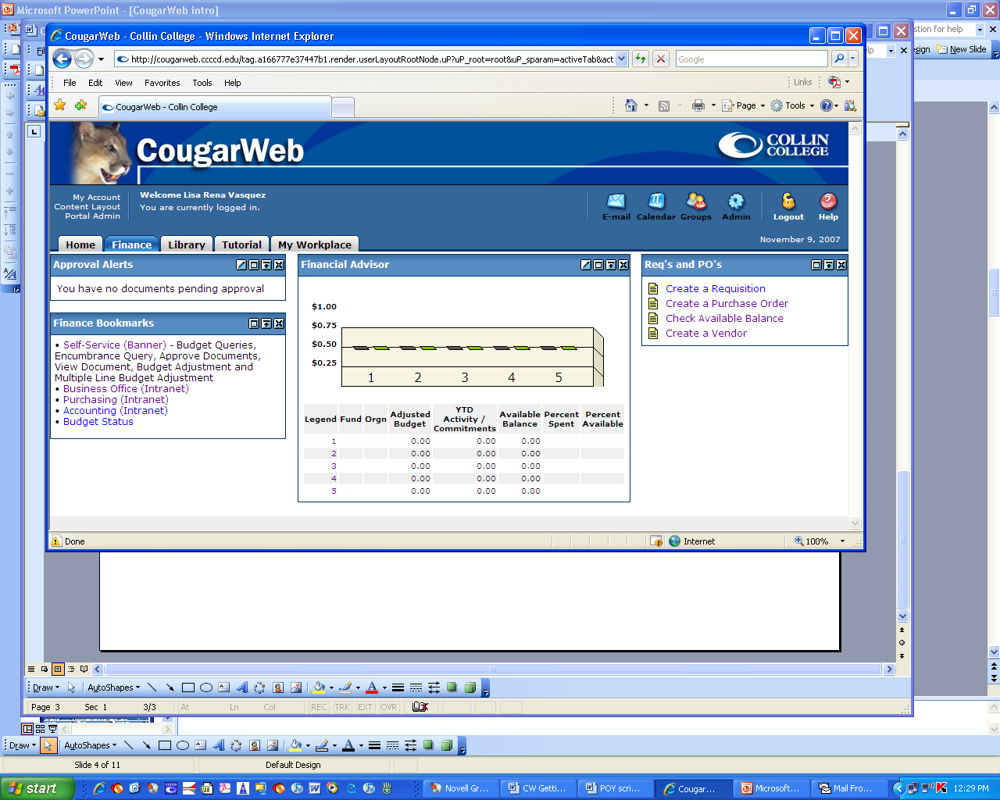 Microsoft PowerPoint - [CougarWeb intro]
stion for help
CougarWeb - Collin College - Windows Internet Explorer
http://cougarweb.ccccd.edu/tag.a166777e37447b1.render.userLayoutRootNode.uP?uP_root=root&uP_sparam=activeTab&act
Google
esign New Slide
File Edit View Favorites Tools Help
Links
CougarWeb - Collin College
Page Tools
CougarWeb
COLLIN COLLEGE
My Account
Content Layout
Portal Admin
Welcome Lisa Rena Vasquez
You are currently logged in.
E-mail Calendar Groups Admin Logout Help
November 9, 2007
Home Finance Library Tutorial My Workplace
Approval Alerts
You have no documents pending approval
Finance Bookmarks
• Self-Service (Banner) - Budget Queries,
Encumbrance Query, Approve Documents,
View Document, Budget Adjustment and
Multiple Line Budget Adjustment
• Business Office (Intranet)
• Purchasing (Intranet)
• Accounting (Intranet)
• Budget Status
Financial Advisor
$1.00
$0.75
$0.50
$0.25
1 2 3 4 5
Legend Fund Orgn Adjusted Budget YTD Activity / Commitments Available Balance Percent Spent Percent Available
1 0.00 0.00 0.00
2 0.00 0.00 0.00
3 0.00 0.00 0.00
4 0.00 0.00 0.00
5 0.00 0.00 0.00
Req's and PO's
Create a Requisition
Create a Purchase Order
Check Available Balance
Create a Vendor
Done Internet 100%
Draw AutoShapes
Page 3 Sec 1 3/3 At Ln Col REC TRK EXT OVR
Draw AutoShapes
Slide 4 of 11 Default Design
start Novell Gr... CW Getti... POY scri... Cougar... Microsoft... Mail Fro... 12:29 PM